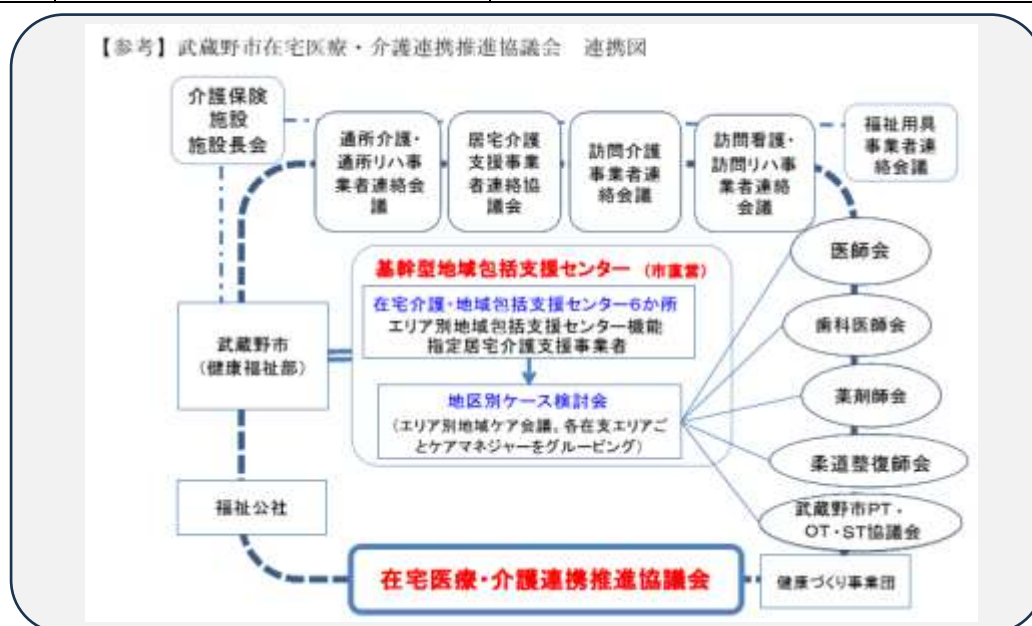 【参考】武蔵野市在宅医療・介護連携推進協議会　連携図
介護保険
施設
施設長会
通所介護・
通所リハ事
業者連絡会
議
居宅介護
支援事業
者連絡協
議会
訪問介護
事業者連
絡会議
訪問看護・
訪問リハ事
業者連絡
会議
福祉用具
事業者連
絡会議
基幹型地域包括支援センター（市直営）
在宅介護・地域包括支援センター6か所
エリア別地域包括支援センター機能
指定居宅介護支援事業者
武蔵野市
（健康福祉部）
地区別ケース検討会
（エリア別地域ケア会議、各在支エリアご
とケアマネジャーをグルーピング）
医師会
歯科医師会
薬剤師会
柔道整復師会
武蔵野市PT・
OT・ST協議会
福祉公社
在宅医療・介護連携推進協議会
健康づくり事業団